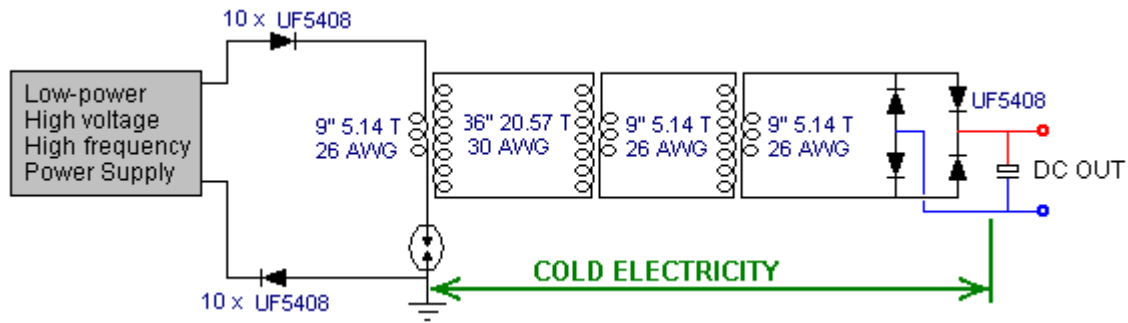 10 x UF5408
Low-power
High voltage
High frequency
Power Supply
9" 5.14 T
26 AWG
36" 20.57 T
30 AWG
9" 5.14 T
26 AWG
9" 5.14 T
26 AWG
UF5408
DC OUT
COLD ELECTRICITY
10 x UF5408